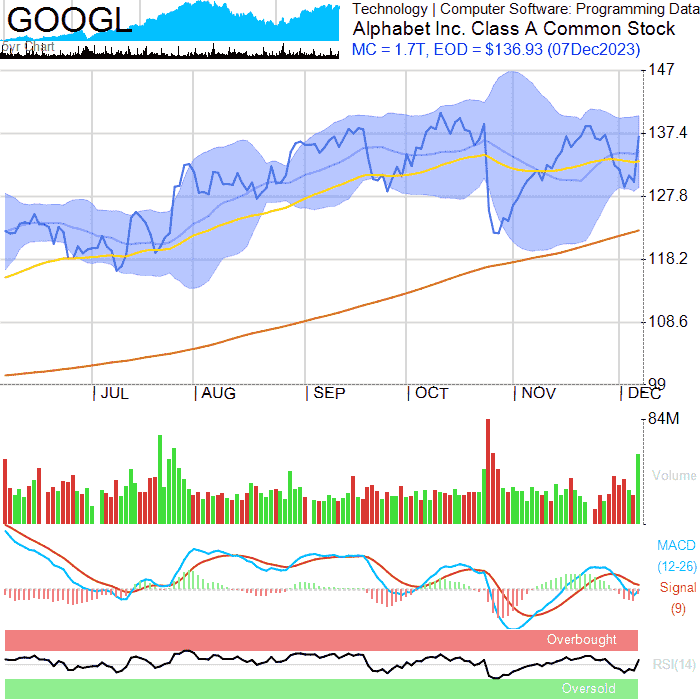 GOOGL
Technology | Computer Software: Programming Data
Alphabet Inc. Class A Common Stock
MC = 1.7T, EOD = $136.93 (07Dec2023)
Chart
147
137.4
127.8
118.2
108.6
99
JUL
AUG
SEP
OCT
NOV
DEC
84M
Volume
MACD
(12-26)
Signal
(9)
Overbought
RSI(14)
Oversold